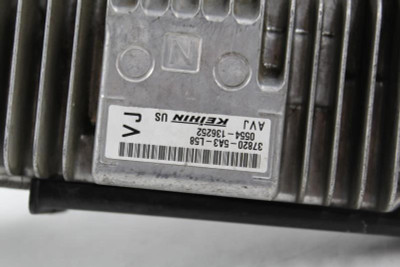 37820-5A3-L58
0554-136252
KEIHIN US
AVJ
VJ
N